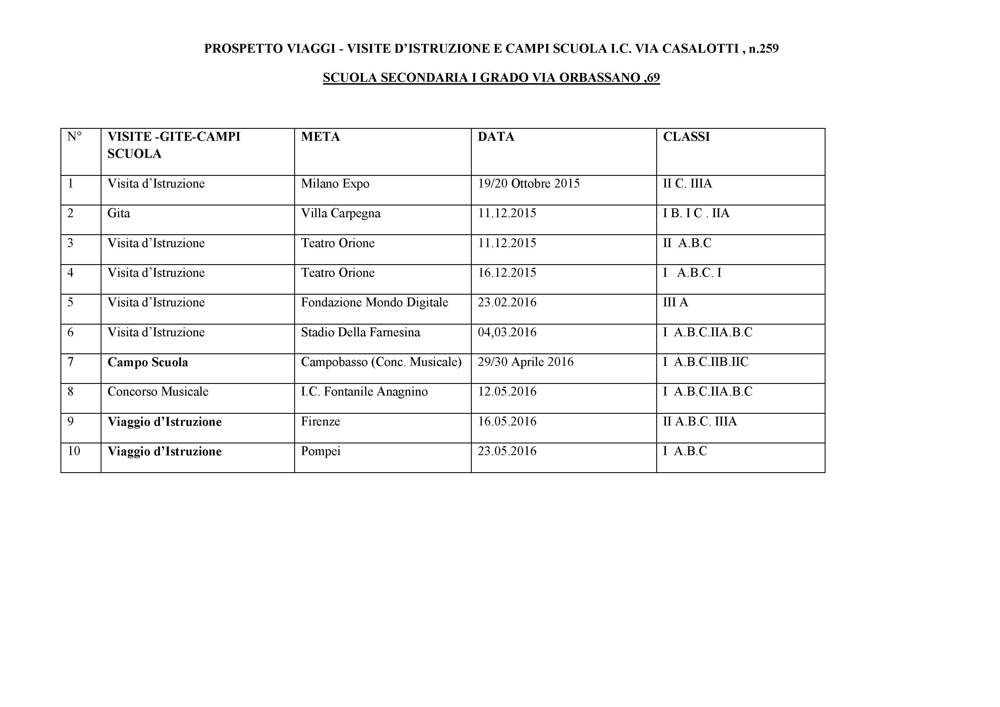 PROSPETTO VIAGGI - VISITE D’ISTRUZIONE E CAMPI SCUOLA I.C. VIA CASALOTTI , n.259
SCUOLA SECONDARIA I GRADO VIA ORBASSANO ,69
N° VISITE -GITE-CAMPI SCUOLA META DATA CLASSI
1 Visita d’Istruzione Milano Expo 19/20 Ottobre 2015 II C. IIIA
2 Gita Villa Carpegna 11.12.2015 I B. I C . IIA
3 Visita d’Istruzione Teatro Orione 11.12.2015 II A.B.C
4 Visita d’Istruzione Teatro Orione 16.12.2015 I A.B.C. I
5 Visita d’Istruzione Fondazione Mondo Digitale 23.02.2016 III A
6 Visita d’Istruzione Stadio Della Farnesina 04,03.2016 I A.B.C.IIA.B.C
7 Campo Scuola Campobasso (Conc. Musicale) 29/30 Aprile 2016 I A.B.C.IIB.IIC
8 Concorso Musicale I.C. Fontanile Anagnino 12.05.2016 I A.B.C.IIA.B.C
9 Viaggio d’Istruzione Firenze 16.05.2016 II A.B.C. IIIA
10 Viaggio d’Istruzione Pompei 23.05.2016 I A.B.C